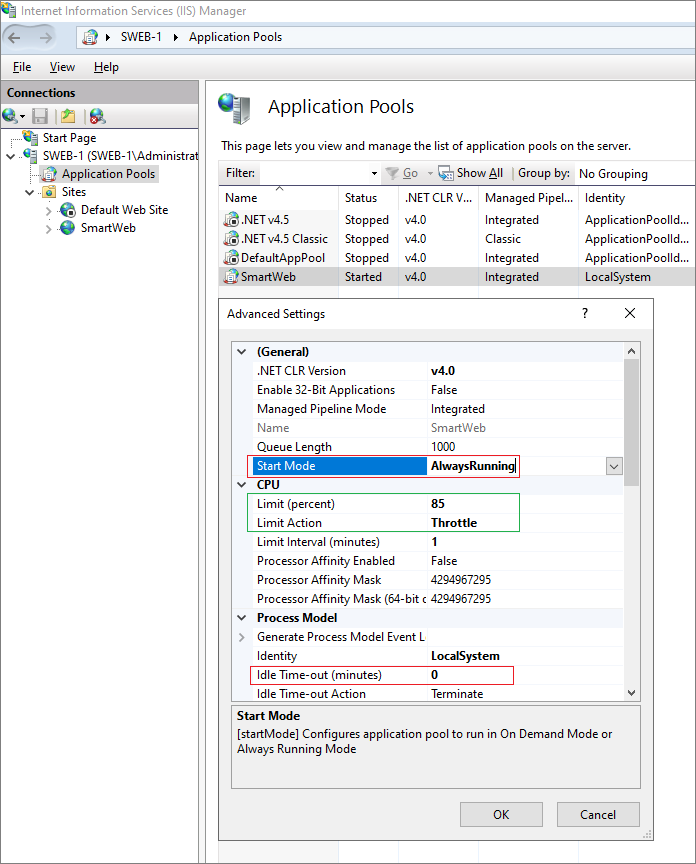 Internet Information Services (IIS) Manager
SWEB-1 Application Pools
File View Help
Connections
Start Page
SWEB-1 (SWEB-1\Administrat
Application Pools
Sites
Default Web Site
SmartWeb
Application Pools
This page lets you view and manage the list of application pools on the server.
Filter: Go Show All Group by: No Grouping
Name Status .NET CLR V... Managed Pipel... Identity
.NET v4.5 Stopped v4.0 Integrated ApplicationPoolId...
.NET v4.5 Classic Stopped v4.0 Classic ApplicationPoolId...
DefaultAppPool Stopped v4.0 Integrated ApplicationPoolId...
SmartWeb Started v4.0 Integrated LocalSystem
Advanced Settings ?
(General)
.NET CLR Version v4.0
Enable 32-Bit Applications False
Managed Pipeline Mode Integrated
Name SmartWeb
Queue Length 1000
Start Mode AlwaysRunning
CPU
Limit (percent) 85
Limit Action Throttle
Limit Interval (minutes) 1
Processor Affinity Enabled False
Processor Affinity Mask 4294967295
Processor Affinity Mask (64-bit c 4294967295
Process Model
Generate Process Model Event L
Identity LocalSystem
Idle Time-out (minutes) 0
Idle Time-out Action Terminate
Start Mode
[startMode] Configures application pool to run in On Demand Mode or
Always Running Mode
OK Cancel